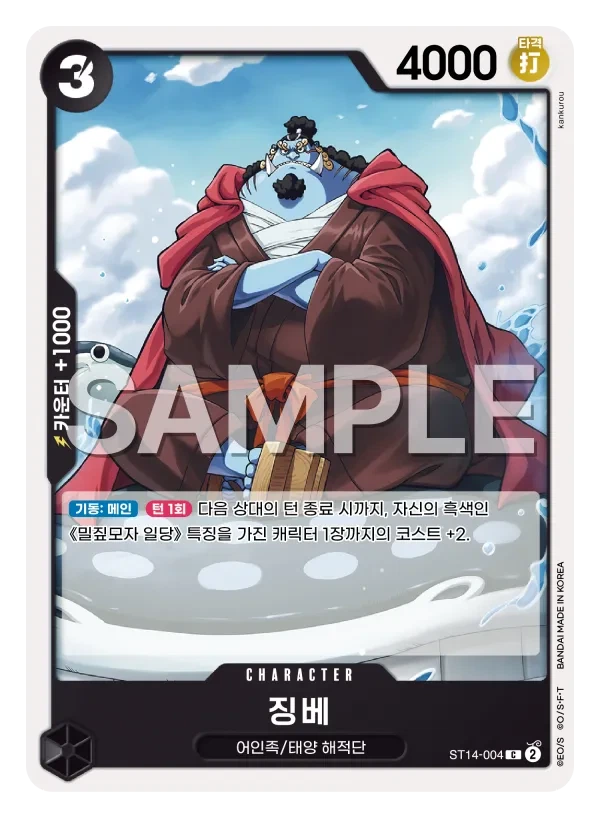 3
4000
타격
打
kankurou
카운터 +1000
SAMPLE
기동: 메인 턴 1회 다음 상대의 턴 종료 시까지, 자신의 흑색인
《밀짚모자 일당》 특징을 가진 캐릭터 1장까지의 코스트 +2.
CHARACTER
징베
어인족/태양 해적단
ST14-004 C 2
©EO/S ©O/S·F·T BANDAI MADE IN KOREA